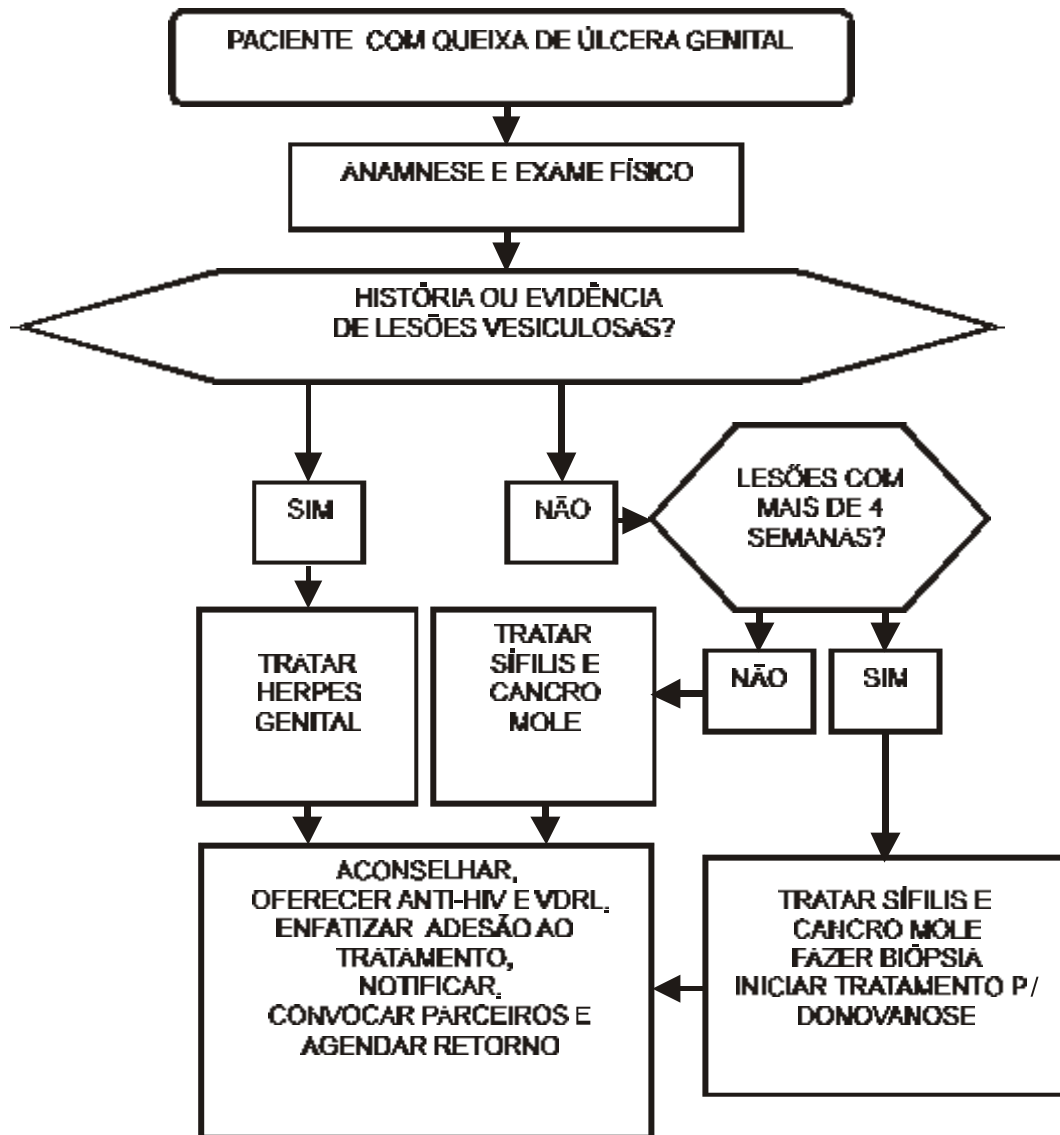 PACIENTE COM QUEIXA DE ÚLCERA GENITAL
ANAMNESE E EXAME FÍSICO
HISTÓRIA OU EVIDÊNCIA
DE LESÕES VESICULOSAS?
SIM
NÃO
LESÕES COM
MAIS DE 4
SEMANAS?
TRATAR
HERPES
GENITAL
TRATAR
SÍFILIS E
CANCRO
MOLE
NÃO
SIM
ACONSELHAR,
OFERECER ANTI-HIV E VDRL,
ENFATIZAR ADESÃO AO
TRATAMENTO,
NOTIFICAR,
CONVOCAR PARCEIROS E
AGENDAR RETORNO
TRATAR SÍFILIS E
CANCRO MOLE
FAZER BIÓPSIA
INICIAR TRATAMENTO P/
DONOVANOSE